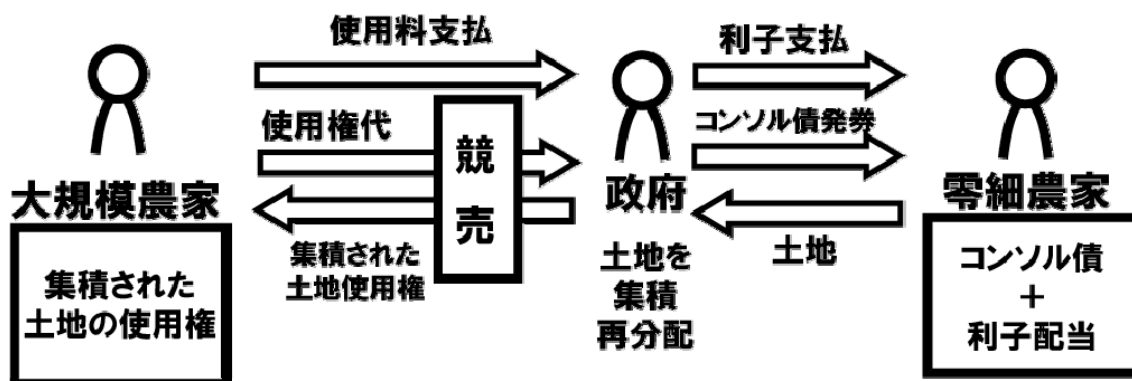 使用料支払
利子支払
使用権代
コンソル債発券
競売
大規模農家
政府
零細農家
集積された
土地使用権
土地
集積された
土地の使用権
土地を
集積
再分配
コンソル債
+
利子配当